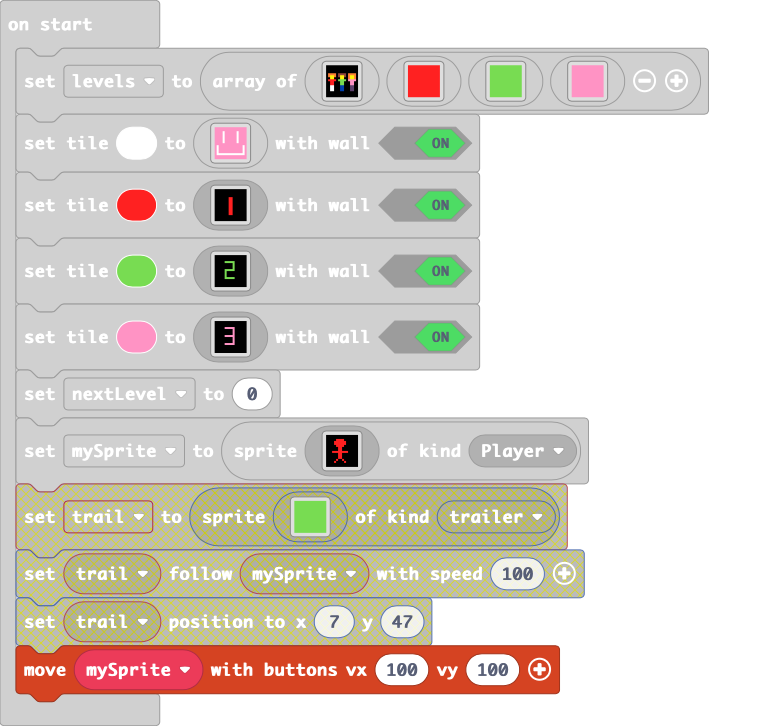 on start
set levels to array of
set tile to with wall ON
set tile to 1 with wall ON
set tile to 2 with wall ON
set tile to 3 with wall ON
set nextLevel to 0
set mySprite to sprite of kind Player
set trail to sprite of kind trailer
set trail follow mySprite with speed 100
set trail position to x 7 y 47
move mySprite with buttons vx 100 vy 100